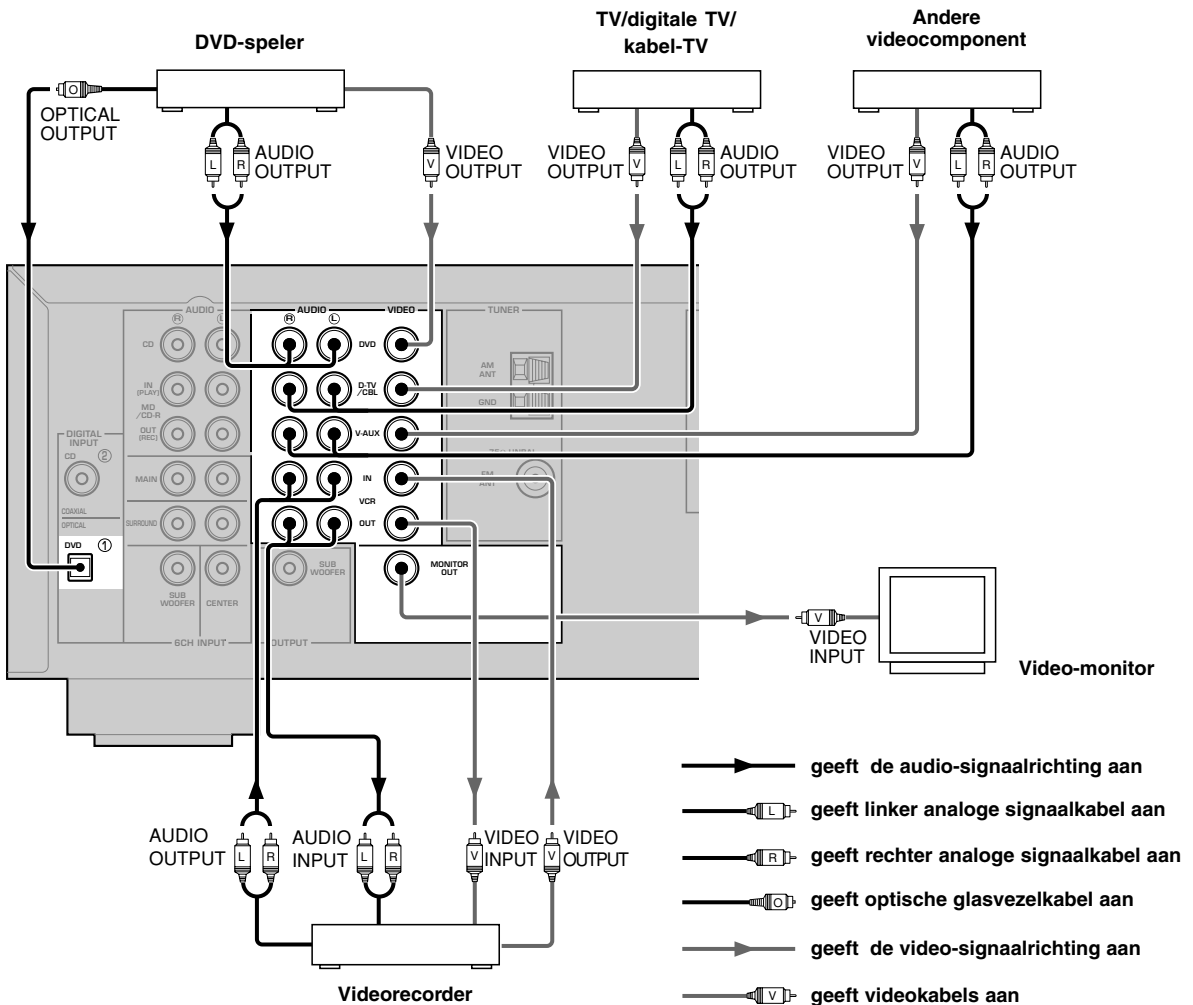 DVD-speler
TV/digitale TV/
kabel-TV
Andere
videocomponent
O
OPTICAL
OUTPUT
L R
AUDIO
OUTPUT
V
VIDEO
OUTPUT
VIDEO
OUTPUT
V
L R
AUDIO
OUTPUT
VIDEO
OUTPUT
V
L R
AUDIO
OUTPUT
AUDIO
R L
AUDIO
R L
VIDEO
TUNER
CD
DVD
AM
ANT
IN
(PLAY)
D-TV
/CBL
GND
MD
/CD-R
OUT
(REC)
V-AUX
DIGITAL
INPUT
CD ②
MAIN
IN
FM
ANT
VCR
COAXIAL
OPTICAL
SURROUND
OUT
DVD ①
SUB
WOOFER
MONITOR
OUT
SUB
WOOFER
CENTER
6CH INPUT
OUTPUT
V
VIDEO
INPUT
Video-monitor
AUDIO
OUTPUT
L R
AUDIO
INPUT
L R
V
VIDEO
INPUT
V
VIDEO
OUTPUT
Videorecorder
geeft de audio-signaalrichting aan
L geeft linker analoge signaalkabel aan
R geeft rechter analoge signaalkabel aan
O geeft optische glasvezelkabel aan
geeft de video-signaalrichting aan
V geeft videokabels aan